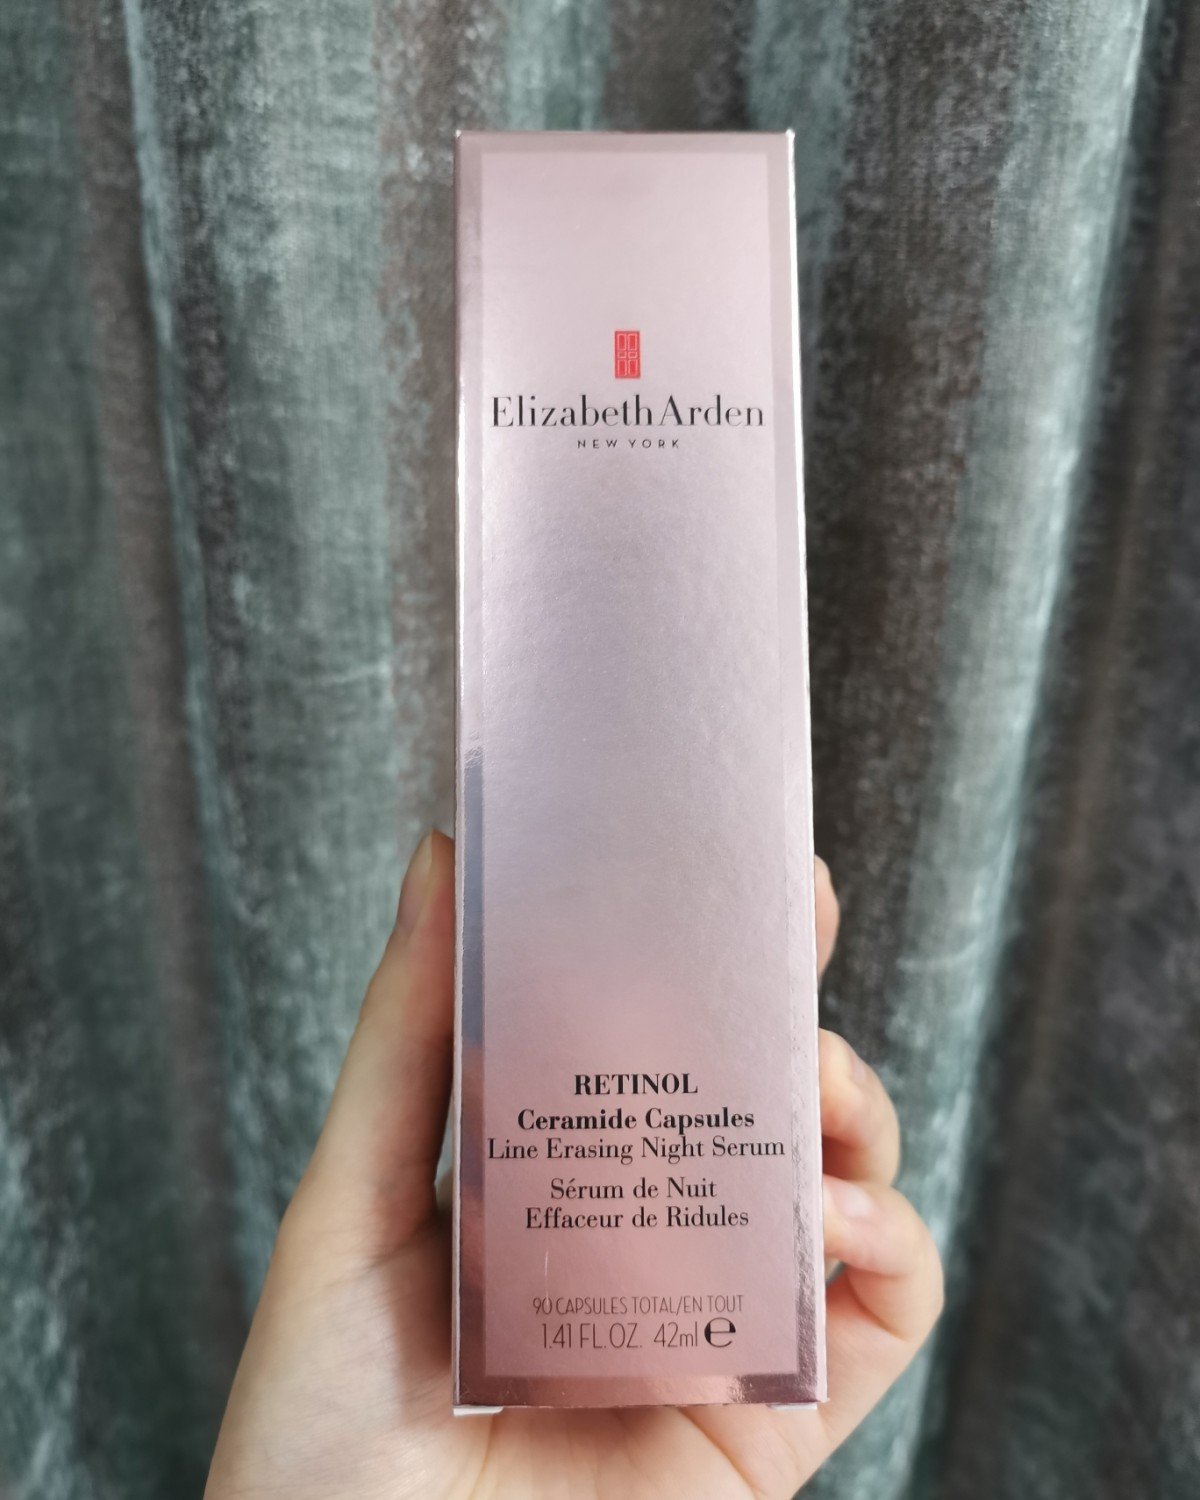 Elizabeth Arden
NEW YORK
RETINOL
Ceramide Capsules
Line Erasing Night Serum
Sérum de Nuit
Effaceur de Ridules
90 CAPSULES TOTAL/EN TOUT
1.41 FL.OZ. 42ml ℮